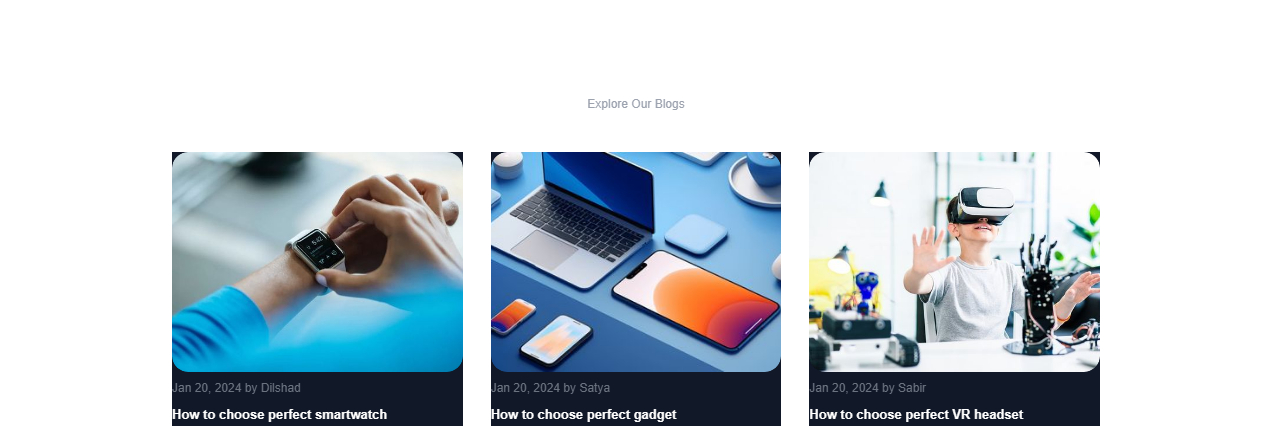 Explore Our Blogs
Jan 20, 2024 by Dilshad
Jan 20, 2024 by Satya
Jan 20, 2024 by Sabir
How to choose perfect smartwatch
How to choose perfect gadget
How to choose perfect VR headset